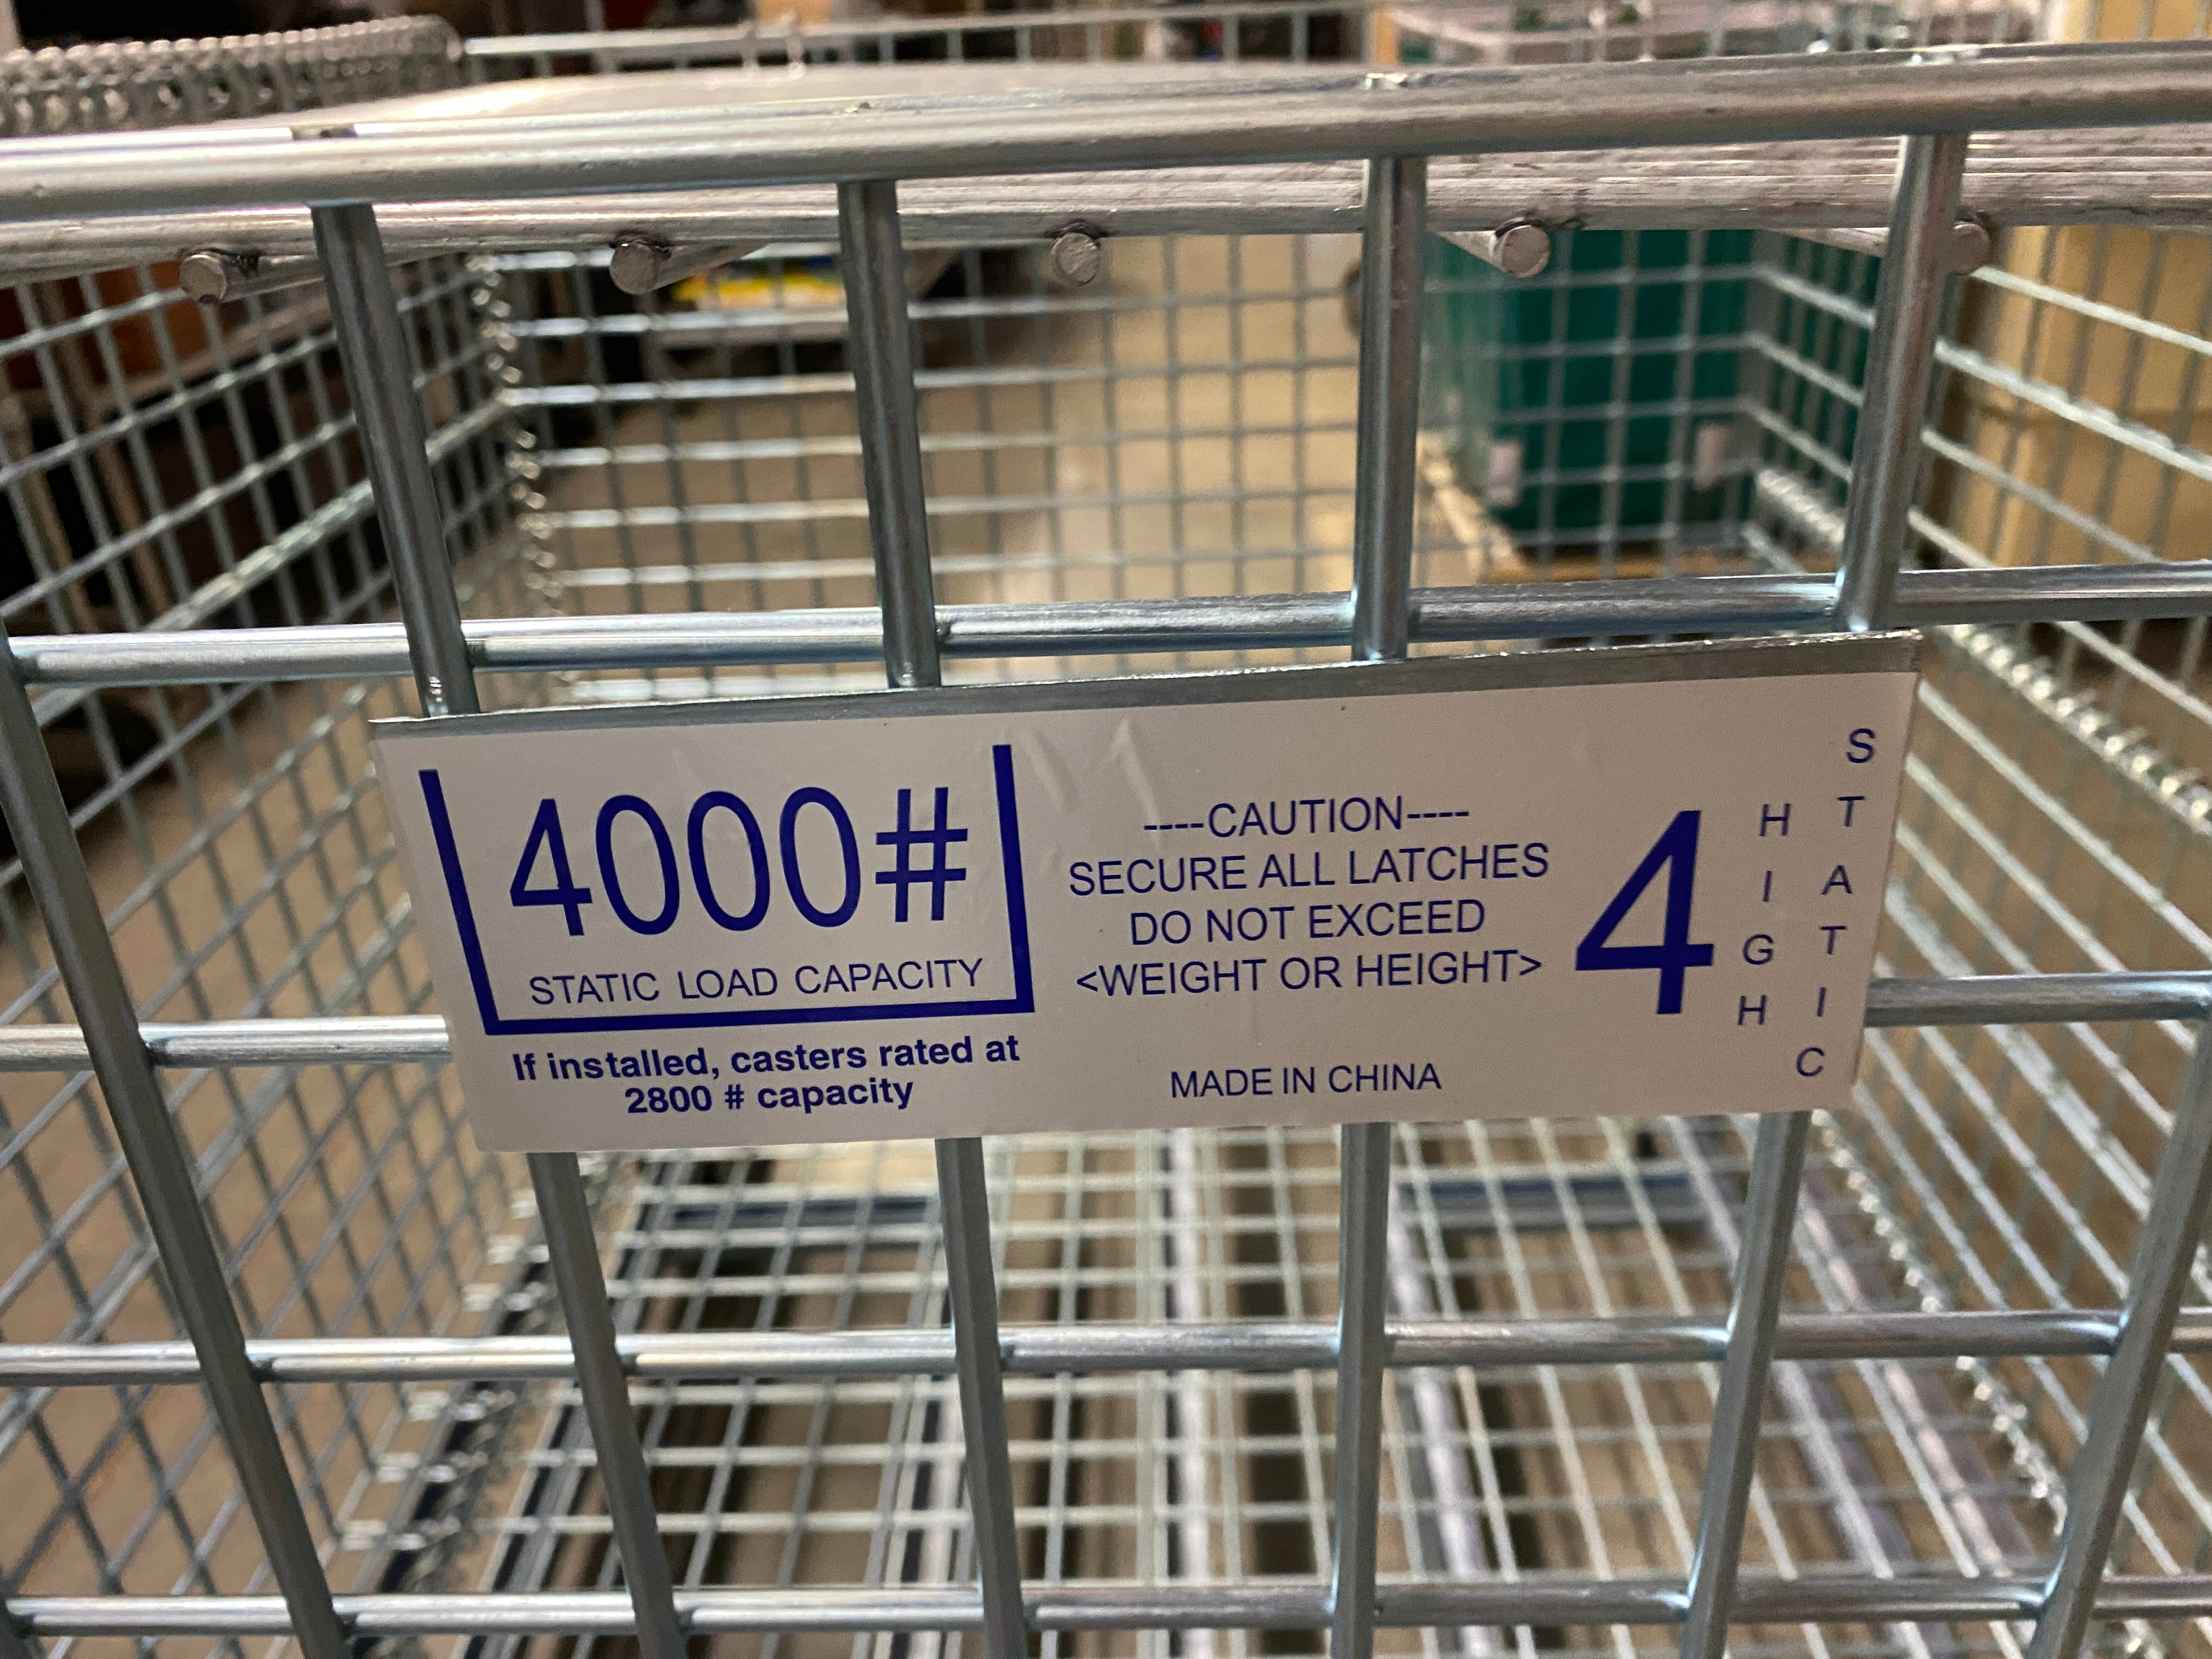 4000#
STATIC LOAD CAPACITY
If installed, casters rated at
2800 # capacity
----CAUTION----
SECURE ALL LATCHES
DO NOT EXCEED
<WEIGHT OR HEIGHT>
MADE IN CHINA
4
HIGH
STATIC